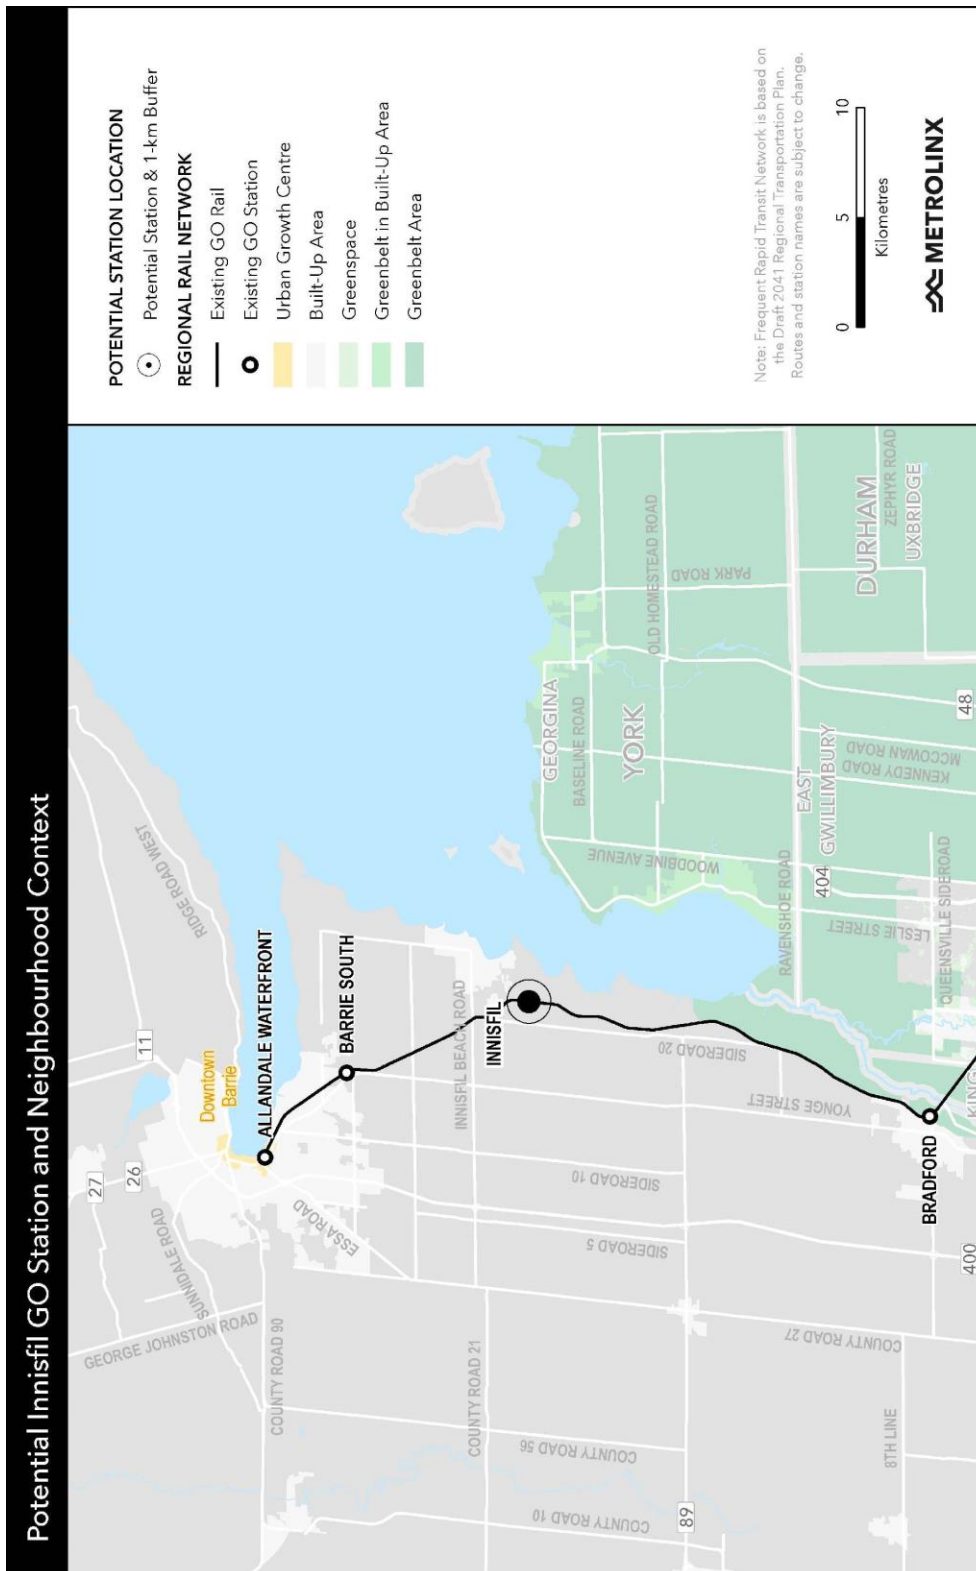 Potential Innisfil GO Station and Neighbourhood Context
POTENTIAL STATION LOCATION
Potential Station & 1-km Buffer
REGIONAL RAIL NETWORK
Existing GO Rail
Existing GO Station
Urban Growth Centre
Built-Up Area
Greenspace
Greenbelt in Built-Up Area
Greenbelt Area
Note: Frequent Rapid Transit Network is based on
the Draft 2041 Regional Transportation Plan.
Routes and station names are subject to change.
0 5 10
Kilometres
METROLINX
27
26
11
RIDGE ROAD WEST
SUNNIDALE ROAD
GEORGE JOHNSTON ROAD
Downtown
Barrie
ALLANDALE WATERFRONT
COUNTY ROAD 90
ESSA ROAD
BARRIE SOUTH
INNISFIL BEACH ROAD
COUNTY ROAD 21
INNISFIL
GEORGINA
BASELINE ROAD
YORK
OLD HOMESTEAD ROAD
PARK ROAD
WOODBINE AVENUE
COUNTY ROAD 56
COUNTY ROAD 10
SIDEROAD 10
SIDEROAD 5
SIDEROAD 20
89
YONGE STREET
RAVENSHOE ROAD
EAST
GWILLIMBURY
404
LESLIE STREET
KENNEDY ROAD
MCCOWAN ROAD
DURHAM
ZEPHYR ROAD
UXBRIDGE
COUNTY ROAD 27
8TH LINE
BRADFORD
QUEENSVILLE SIDEROAD
KING
400
48